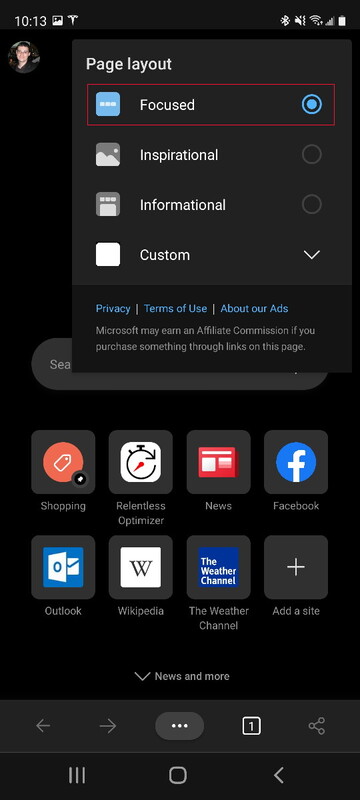 10:13
Page layout
Focused
Inspirational
Informational
Custom
Privacy | Terms of Use | About our Ads
Microsoft may earn an Affiliate Commission if you
purchase something through links on this page.
Sea
Shopping
Relentless
Optimizer
News
Facebook
W
The
Weather
Channel
Outlook
Wikipedia
The Weather
Channel
Add a site
News and more
1